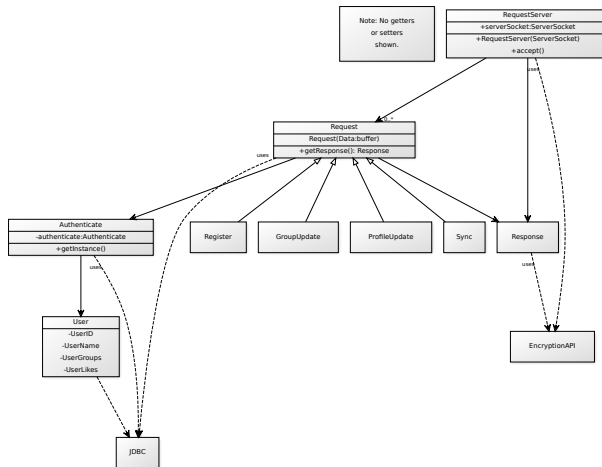 Note: No getters
or setters
shown.
RequestServer
+serverSocket:ServerSocket
+RequestServer(ServerSocket)
+accept()
uses
0..*
Request
Request(Data:buffer)
+getResponse(): Response
uses
Authenticate
-authenticate:Authenticate
+getInstance()
Register
GroupUpdate
ProfileUpdate
Sync
Response
uses
uses
User
-UserID
-UserName
-UserGroups
-UserLikes
EncryptionAPI
JDBC